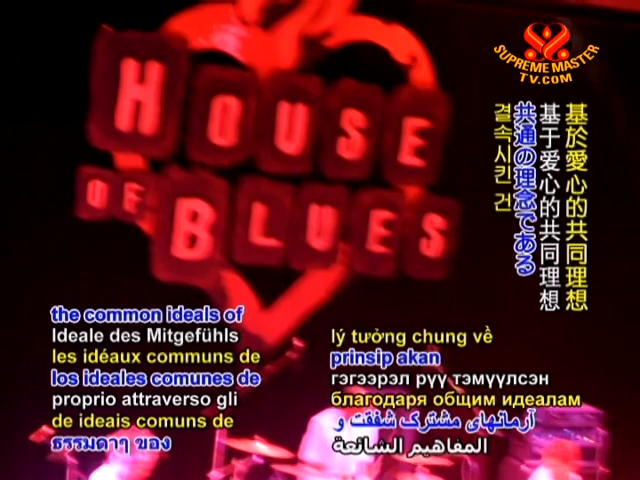 HOUSE
OF BLUES
SUPREME MASTER
TV.COM
基於愛心的共同理想
基于爱心的共同理想
共通の理念である
결속시킨 건
the common ideals of
Ideale des Mitgefühls
les idéaux communs de
los ideales comunes de
proprio attraverso gli
de ideais comuns de
ธรรมดาๆ ของ
lý tưởng chung về
prinsip akan
гэгээрэл рүү тэмүүлсэн
благодаря общим идеалам
آرمانهای مشترک شفقت و
المفاهيم الشائعة